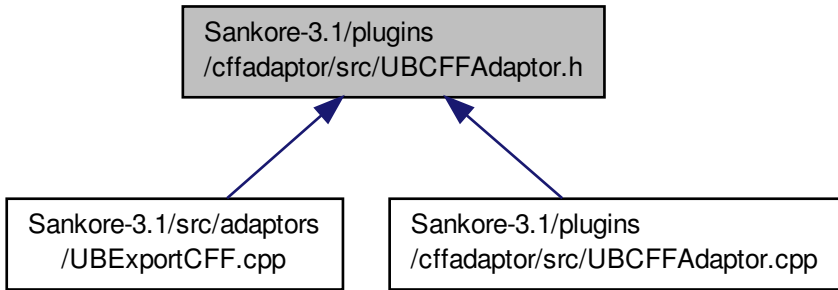 Sankore-3.1/plugins
/cffadaptor/src/UBCFFAdaptor.h
Sankore-3.1/src/adaptors
/UBExportCFF.cpp
Sankore-3.1/plugins
/cffadaptor/src/UBCFFAdaptor.cpp